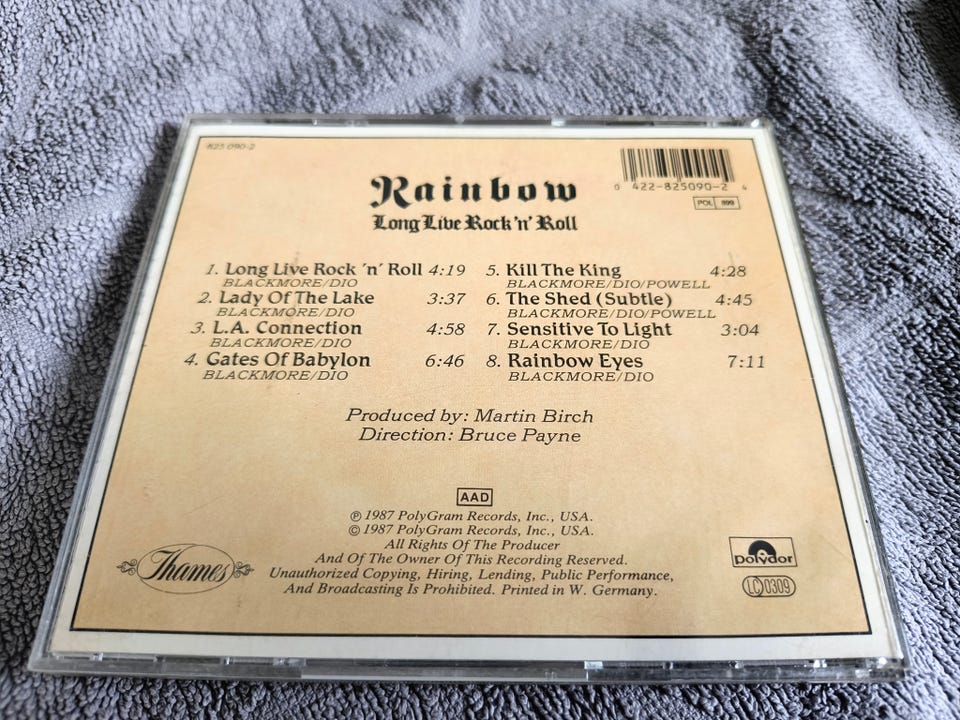 825 090-2
0 422-825090-2 4
POL 899
Rainbow
Long Live Rock 'n' Roll
1. Long Live Rock 'n' Roll 4:19
BLACKMORE/DIO
2. Lady Of The Lake 3:37
BLACKMORE/DIO
3. L.A. Connection 4:58
BLACKMORE/DIO
4. Gates Of Babylon 6:46
BLACKMORE/DIO
5. Kill The King 4:28
BLACKMORE/DIO/POWELL
6. The Shed (Subtle) 4:45
BLACKMORE/DIO/POWELL
7. Sensitive To Light 3:04
BLACKMORE/DIO
8. Rainbow Eyes 7:11
BLACKMORE/DIO
Produced by: Martin Birch
Direction: Bruce Payne
AAD
℗ 1987 PolyGram Records, Inc., USA.
© 1987 PolyGram Records, Inc., USA.
All Rights Of The Producer
And Of The Owner Of This Recording Reserved.
Unauthorized Copying, Hiring, Lending, Public Performance,
And Broadcasting Is Prohibited. Printed in W. Germany.
Thames
polydor
LC 0309